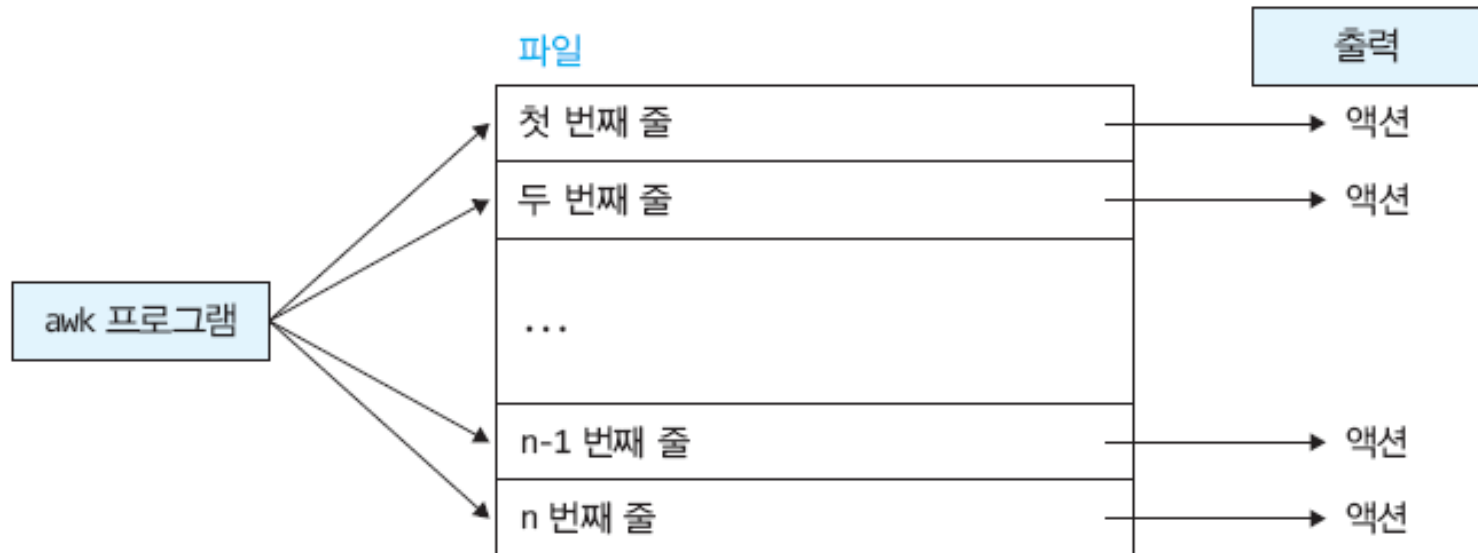 파일
출력
첫 번째 줄
액션
두 번째 줄
액션
awk 프로그램
...
n-1 번째 줄
액션
n 번째 줄
액션